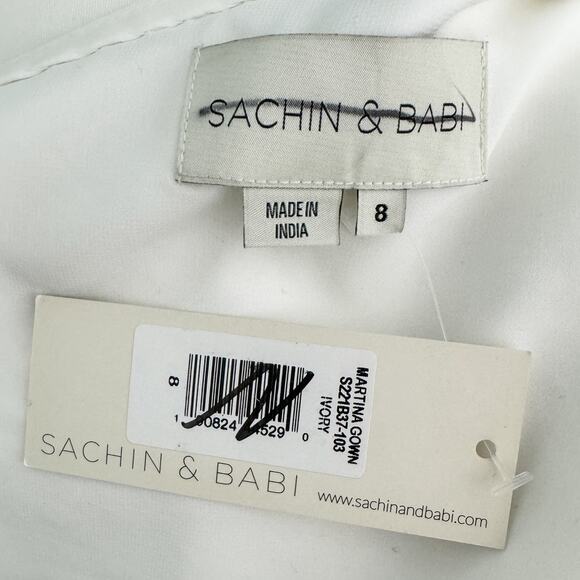 SACHIN & BABI
MADE IN
INDIA
8
MARTINA GOWN
S221B37-103
IVORY
8
SACHIN & BABI
www.sachinandbabi.com